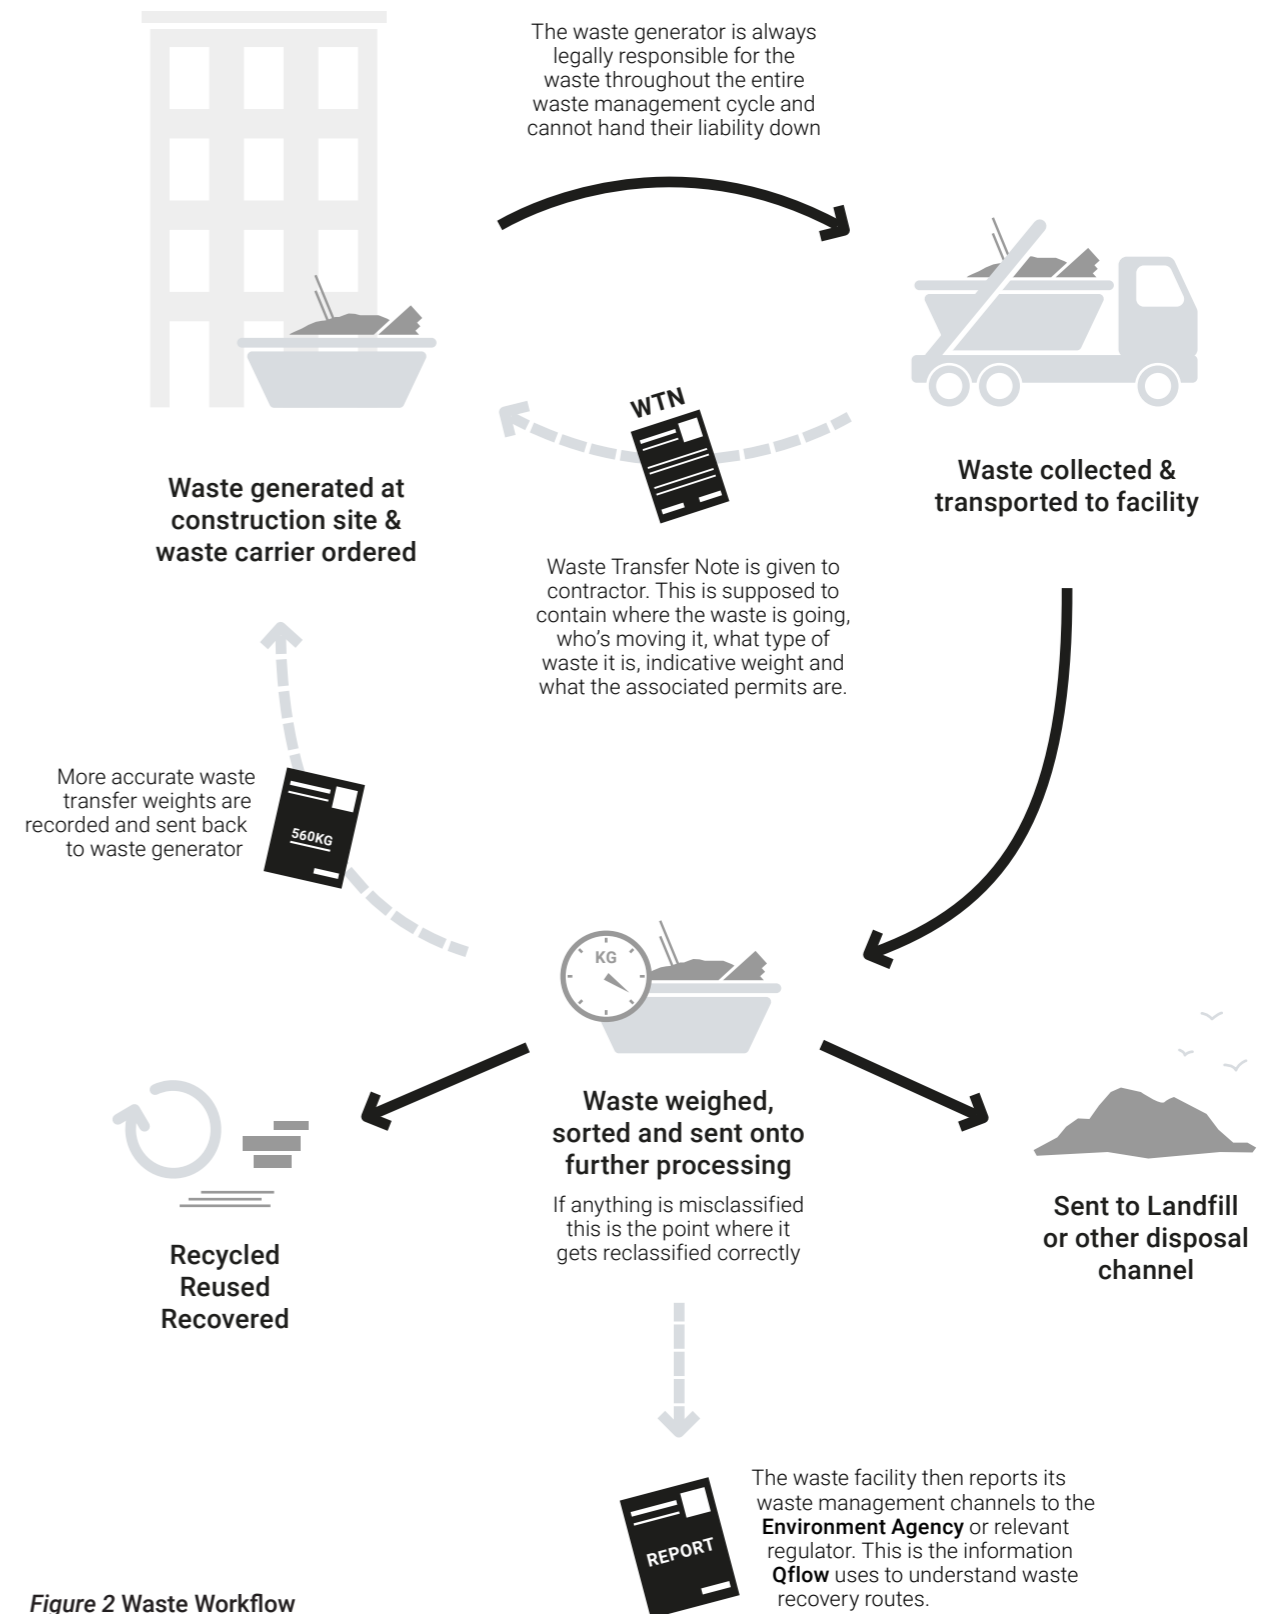 The waste generator is always
legally responsible for the
waste throughout the entire
waste management cycle and
cannot hand their liability down
WTN
Waste generated at
construction site &
waste carrier ordered
Waste collected &
transported to facility
Waste Transfer Note is given to
contractor. This is supposed to
contain where the waste is going,
who's moving it, what type of
waste it is, indicative weight and
what the associated permits are.
More accurate waste
transfer weights are
recorded and sent back
to waste generator
560KG
KG
Waste weighed,
sorted and sent onto
further processing
If anything is misclassified
this is the point where it
gets reclassified correctly
Recycled
Reused
Recovered
Sent to Landfill
or other disposal
channel
REPORT
The waste facility then reports its
waste management channels to the
Environment Agency or relevant
regulator. This is the information
Qflow uses to understand waste
recovery routes.
Figure 2 Waste Workflow